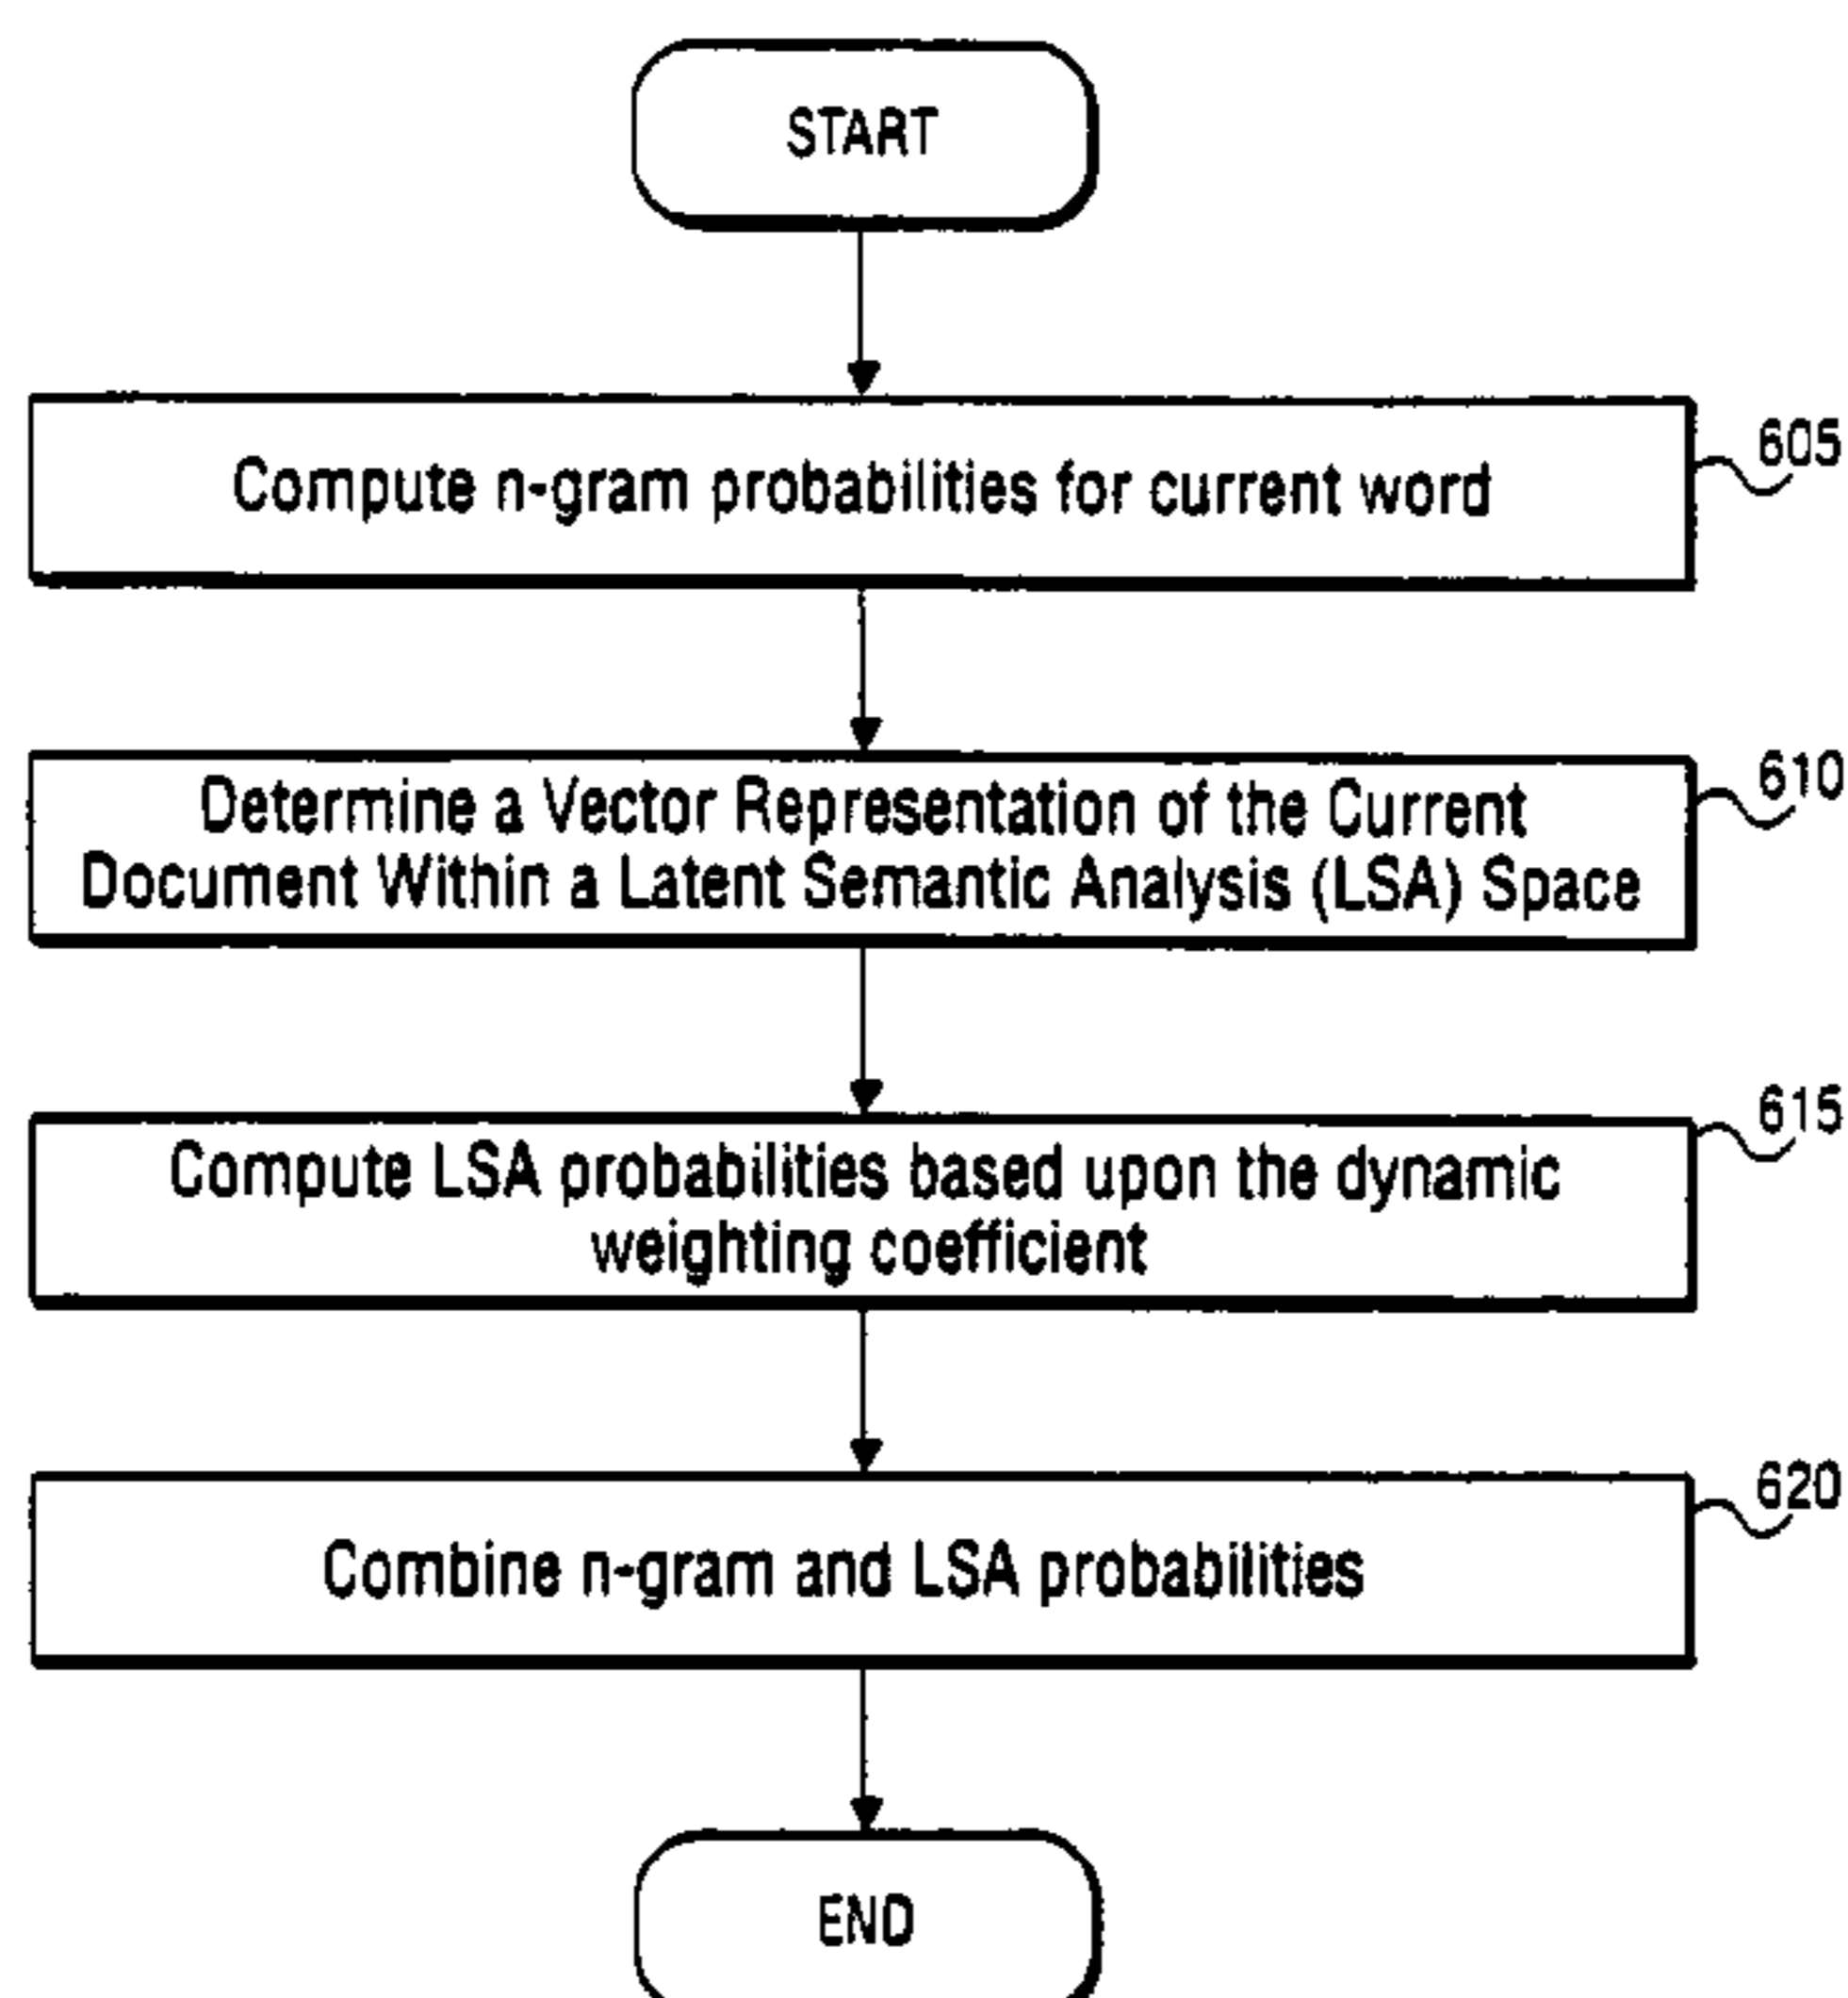 START
Compute n-gram probabilities for current word
605
Determine a Vector Representation of the Current
Document Within a Latent Semantic Analysis (LSA) Space
610
Compute LSA probabilities based upon the dynamic
weighting coefficient
615
Combine n-gram and LSA probabilities
620
END